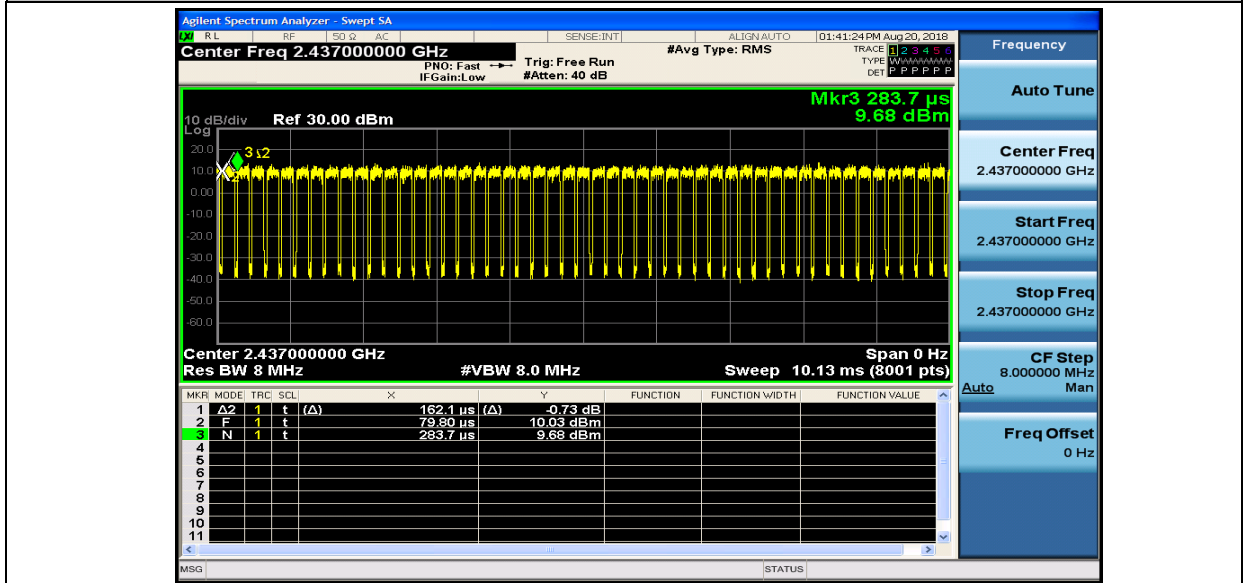 Agilent Spectrum Analyzer - Swept SA
LXI RL RF 50 Ω AC SENSE:INT ALIGN AUTO 01:41:24 PM Aug 20, 2018
Center Freq 2.437000000 GHz
PNO: Fast
IFGain:Low
Trig: Free Run
#Atten: 40 dB
#Avg Type: RMS
TRACE 1 2 3 4 5 6
TYPE WWWWWW
DET P P P P P P
Mkr3 283.7 µs
9.68 dBm
10 dB/div Ref 30.00 dBm
Log
20.0
10.0
0.00
-10.0
-20.0
-30.0
-40.0
-50.0
-60.0
Center 2.437000000 GHz Span 0 Hz
Res BW 8 MHz #VBW 8.0 MHz Sweep 10.13 ms (8001 pts)
MKR MODE TRC SCL X Y FUNCTION FUNCTION WIDTH FUNCTION VALUE
1 Δ2 1 t (Δ) 162.1 µs (Δ) -0.73 dB
2 F 1 t 79.80 µs 10.03 dBm
3 N 1 t 283.7 µs 9.68 dBm
4
5
6
7
8
9
10
11
MSG STATUS
Frequency
Auto Tune
Center Freq
2.437000000 GHz
Start Freq
2.437000000 GHz
Stop Freq
2.437000000 GHz
CF Step
8.000000 MHz
Auto Man
Freq Offset
0 Hz